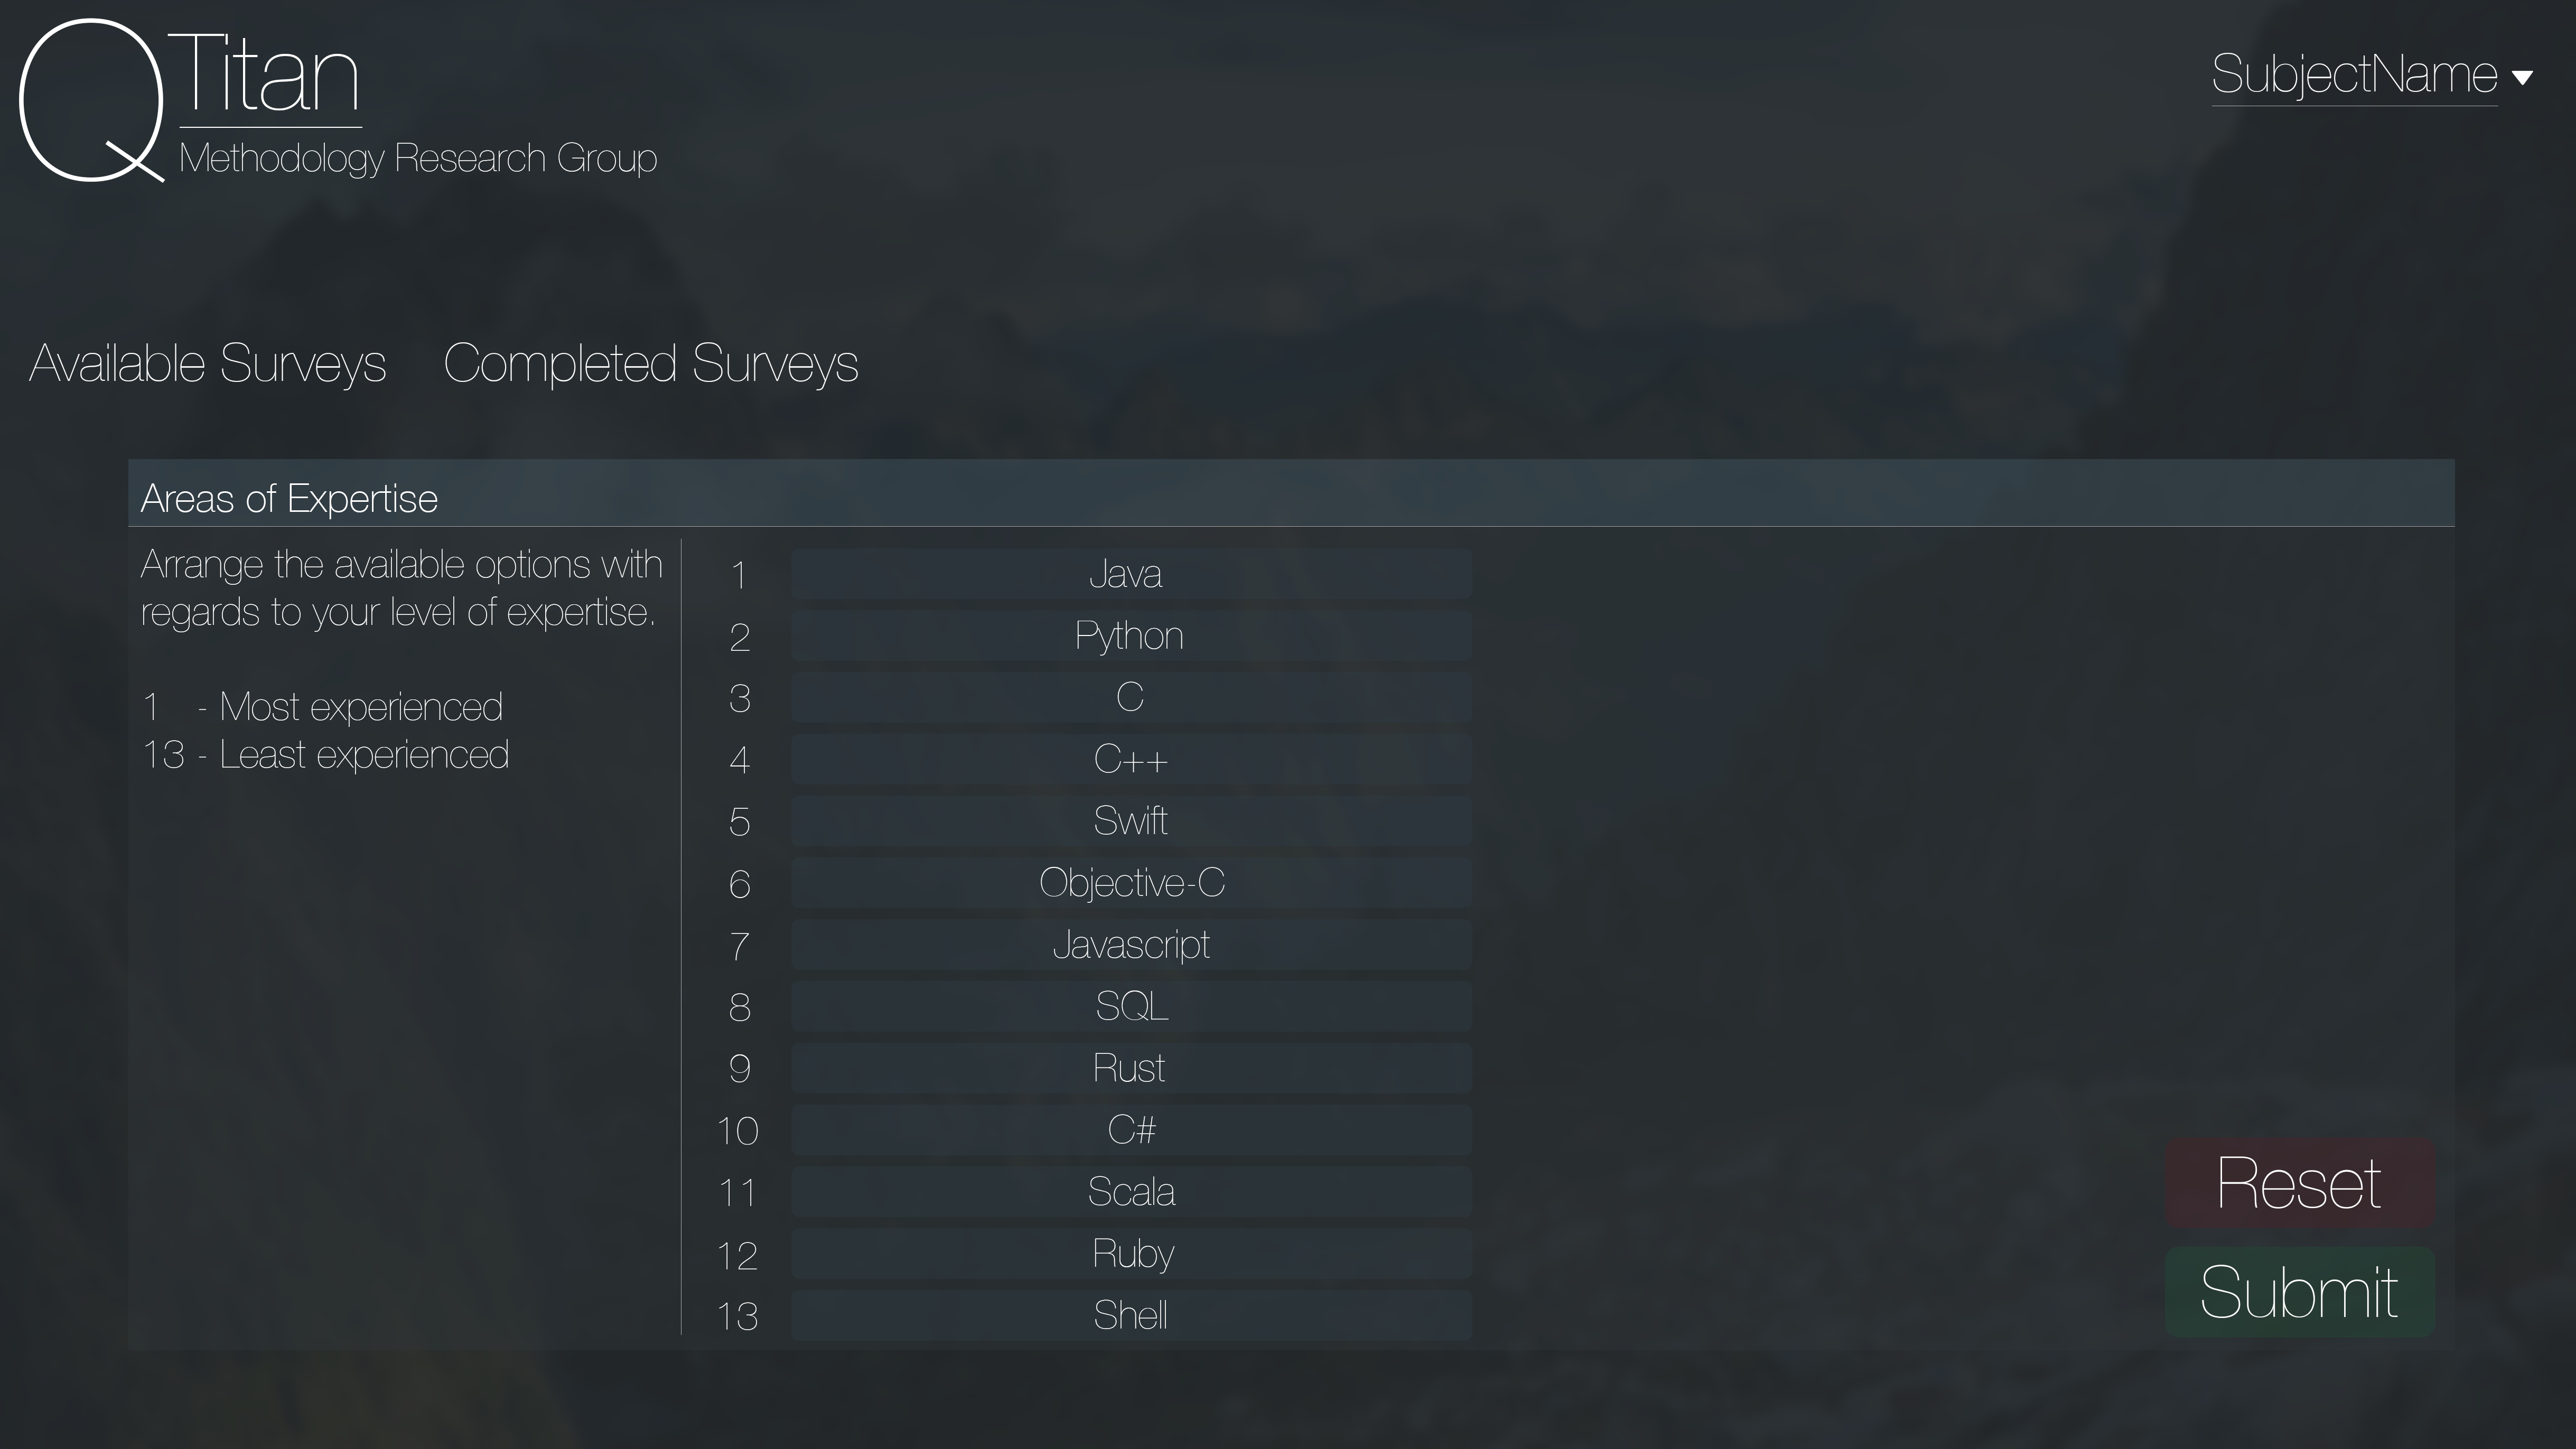 QTitan
Methodology Research Group
SubjectName
Available Surveys Completed Surveys
Areas of Expertise
Arrange the available options with
regards to your level of expertise.
1 - Most experienced
13 - Least experienced
1 Java
2 Python
3 C
4 C++
5 Swift
6 Objective-C
7 Javascript
8 SQL
9 Rust
10 C#
11 Scala
12 Ruby
13 Shell
Reset
Submit